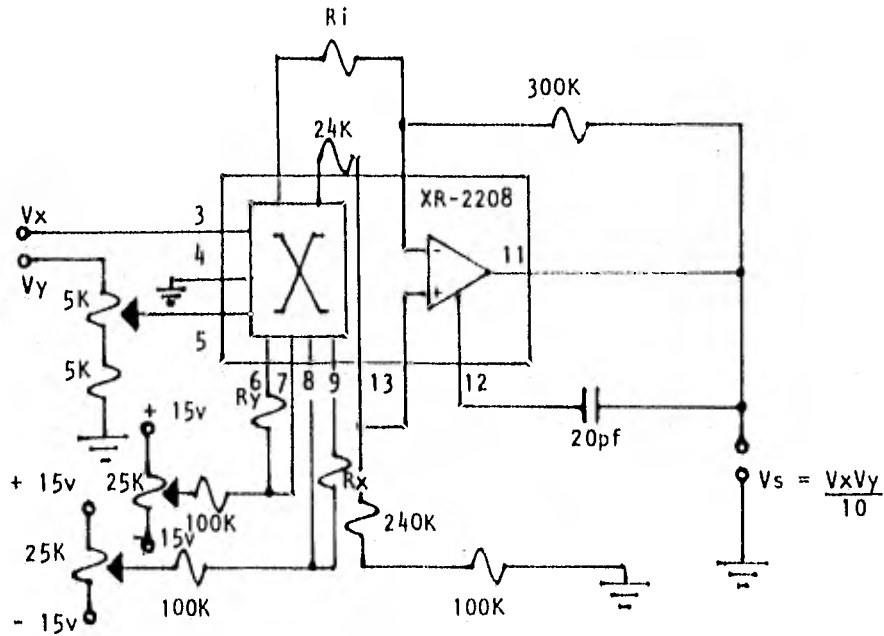 Ri
300K
24K
XR-2208
Vx
3
4
Vy
5K
5
11
-
+
5K
6 7 8 9 13 12
Ry
+ 15v
20pf
+ 15v
25K
100K
Rx
Vs = VxVy
10
-15v
240K
25K
100K
100K
- 15v